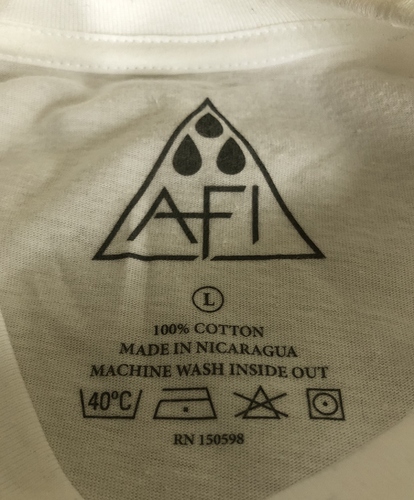 AFI
L
100% COTTON
MADE IN NICARAGUA
MACHINE WASH INSIDE OUT
40°C
RN 150598